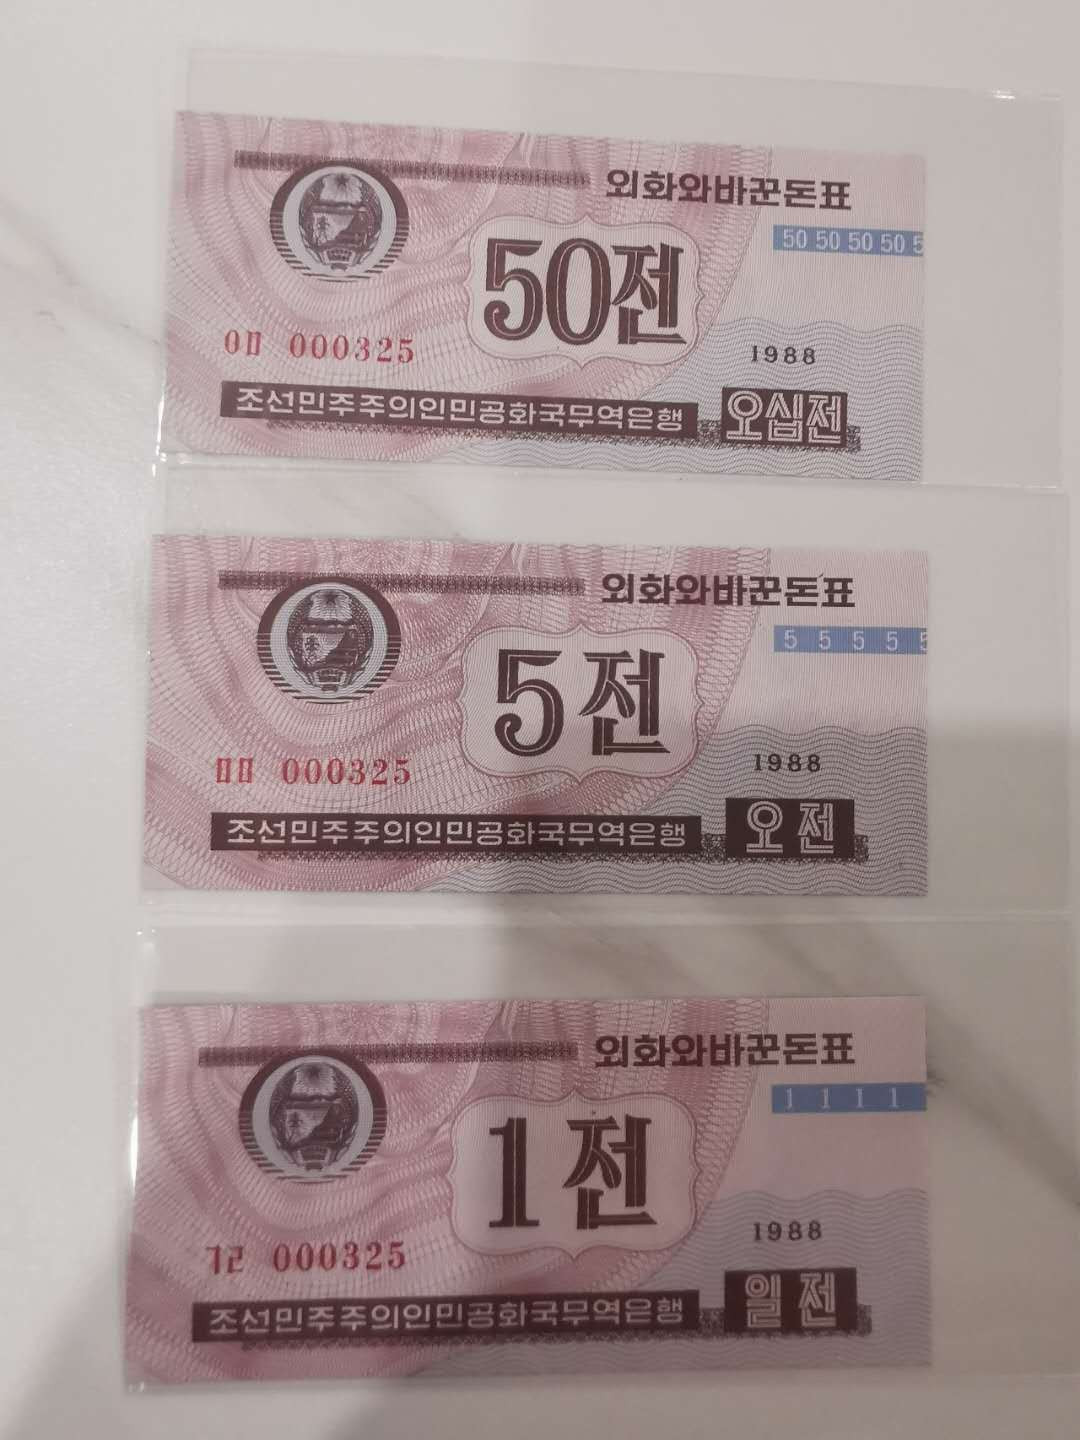 외화와바꾼돈표
50 50 50 50 5
50전
ㅇㅁ 000325
1988
조선민주주의인민공화국무역은행
오십전
외화와바꾼돈표
5 5 5 5 5
5전
ㅁㅁ 000325
1988
조선민주주의인민공화국무역은행
오전
외화와바꾼돈표
1 1 1 1
1전
ㄱㄹ 000325
1988
조선민주주의인민공화국무역은행
일전